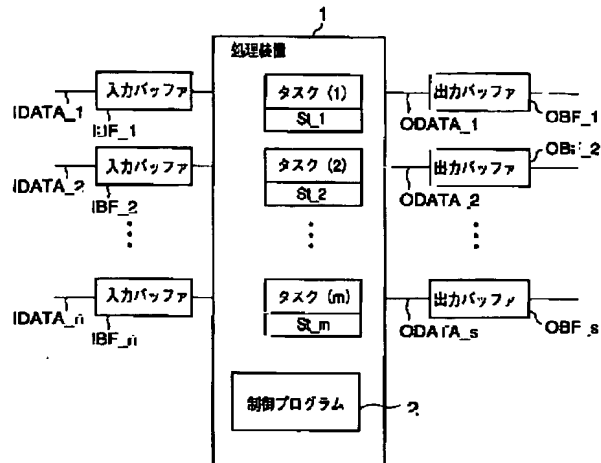 1
処理装置
入力バッファ
IDATA_1
IBF_1
タスク (1)
St_1
出力バッファ
ODATA_1
OBF_1
入力バッファ
IDATA_2
IBF_2
タスク (2)
St_2
出力バッファ
ODATA_2
OBF_2
入力バッファ
IDATA_n
IBF_n
タスク (m)
St_m
出力バッファ
ODATA_s
OBF_s
制御プログラム
2